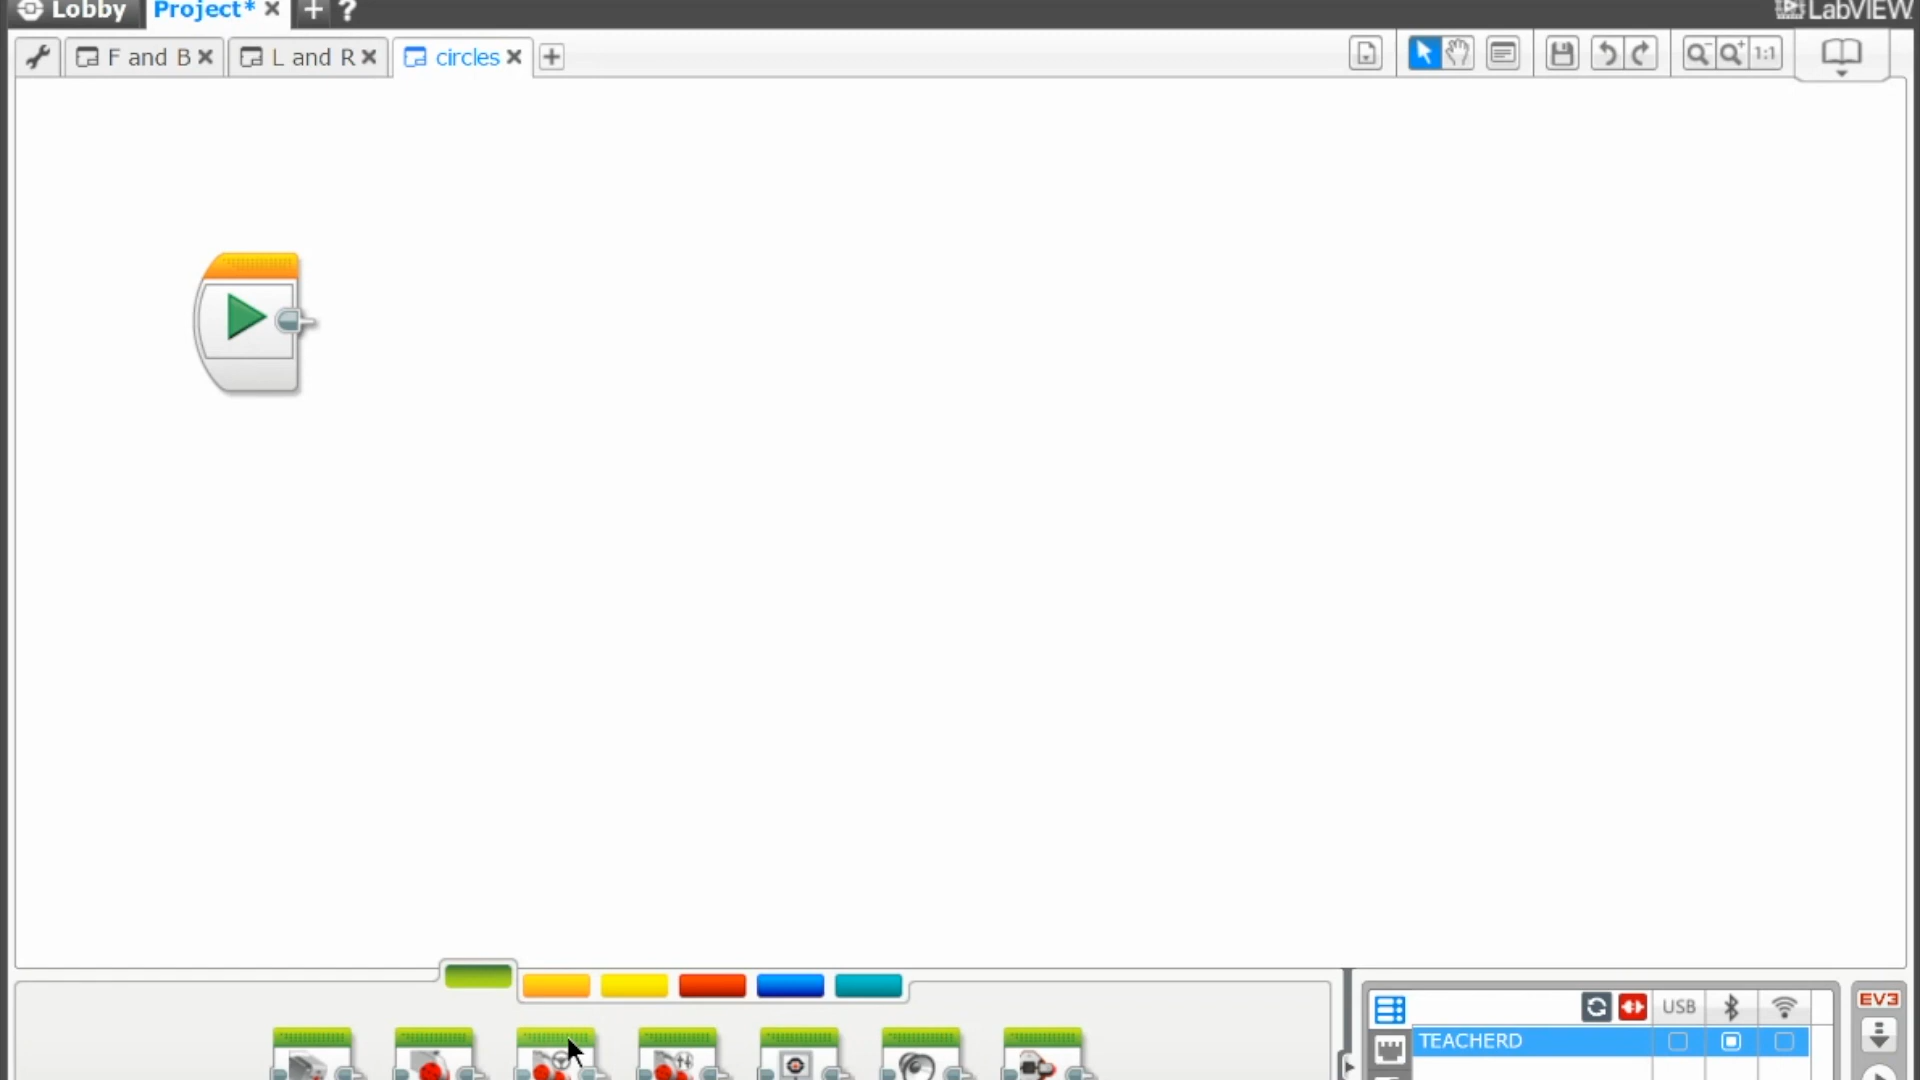 Lobby Project* ?
LabVIEW
F and B L and R circles
1:1
USB
EV3
TEACHERD